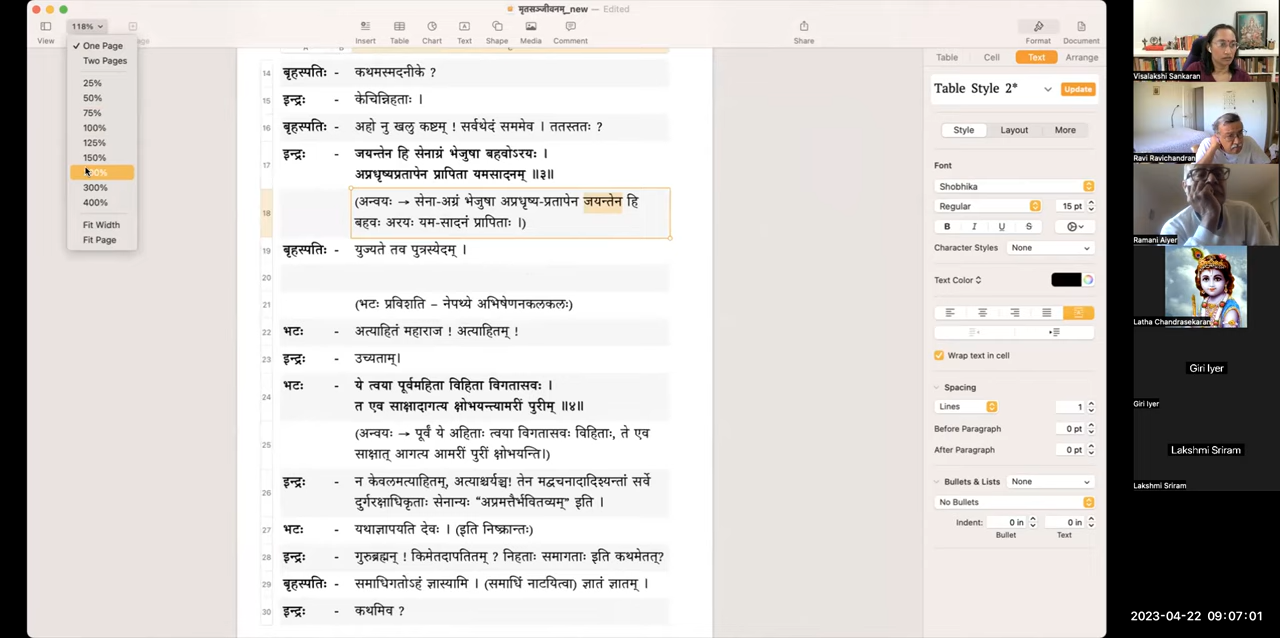 मृतसञ्जीवनम्_new — Edited
118%
View
Insert
Table
Chart
Text
Shape
Media
Comment
Share
Format
Document
One Page
Two Pages
25%
50%
75%
100%
125%
150%
300%
400%
Fit Width
Fit Page
14 बृहस्पतिः - कथमस्मदनीके ?
15 इन्द्रः - केचिन्निहताः ।
16 बृहस्पतिः - अहो नु खलु कष्टम् ! सर्वथेदं सममेव । ततस्ततः ?
17 इन्द्रः - जयन्तेन हि सेनाग्रं भेजुषा बहवोऽरयः ।
अप्रधृष्यप्रतापेन प्रापिता यमसादनम् ॥३॥
18 (अन्वयः → सेना-अग्रं भेजुषा अप्रधृष्य-प्रतापेन जयन्तेन हि
बहवः अरयः यम-सादनं प्रापिताः ।)
19 बृहस्पतिः - युज्यते तव पुत्रस्येदम् ।
20
21 (भटः प्रविशति – नेपथ्ये अभिषेणनकलकलः)
22 भटः - अत्याहितं महाराज ! अत्याहितम् !
23 इन्द्रः - उच्यताम्।
24 भटः - ये त्वया पूर्वमहिता विहिता विगतासवः ।
त एव साक्षादागत्य क्षोभयन्त्यामरीं पुरीम् ॥४॥
25 (अन्वयः → पूर्वं ये अहिताः त्वया विगतासवः विहिताः, ते एव
साक्षात् आगत्य आमरीं पुरीं क्षोभयन्ति।)
26 इन्द्रः - न केवलमत्याहितम्, अत्याश्चर्यञ्च! तेन मद्वचनादादिश्यन्तां सर्वे
दुर्गरक्षाधिकृताः सेनान्यः “अप्रमत्तैर्भवितव्यम्” इति ।
27 भटः - यथाज्ञापयति देवः । (इति निष्क्रान्तः)
28 इन्द्रः - गुरुब्रह्मन् ! किमेतदापतितम् ? निहताः समागताः इति कथमेतत्?
29 बृहस्पतिः - समाधिगतोऽहं ज्ञास्यामि । (समाधिं नाटयित्वा) ज्ञातं ज्ञातम् ।
30 इन्द्रः - कथमिव ?
Table Cell Text Arrange
Table Style 2* Update
Style Layout More
Font
Shobhika
Regular 15 pt
B I U S
Character Styles None
Text Color
Wrap text in cell
Spacing
Lines 1
Before Paragraph 0 pt
After Paragraph 0 pt
Bullets & Lists None
No Bullets
Indent: 0 in 0 in
Bullet Text
Visalakshi Sankaran
Ravi Ravichandran
Ramani Aiyer
Latha Chandrasekaran
Giri Iyer
Giri Iyer
Lakshmi Sriram
Lakshmi Sriram
2023-04-22 09:07:01